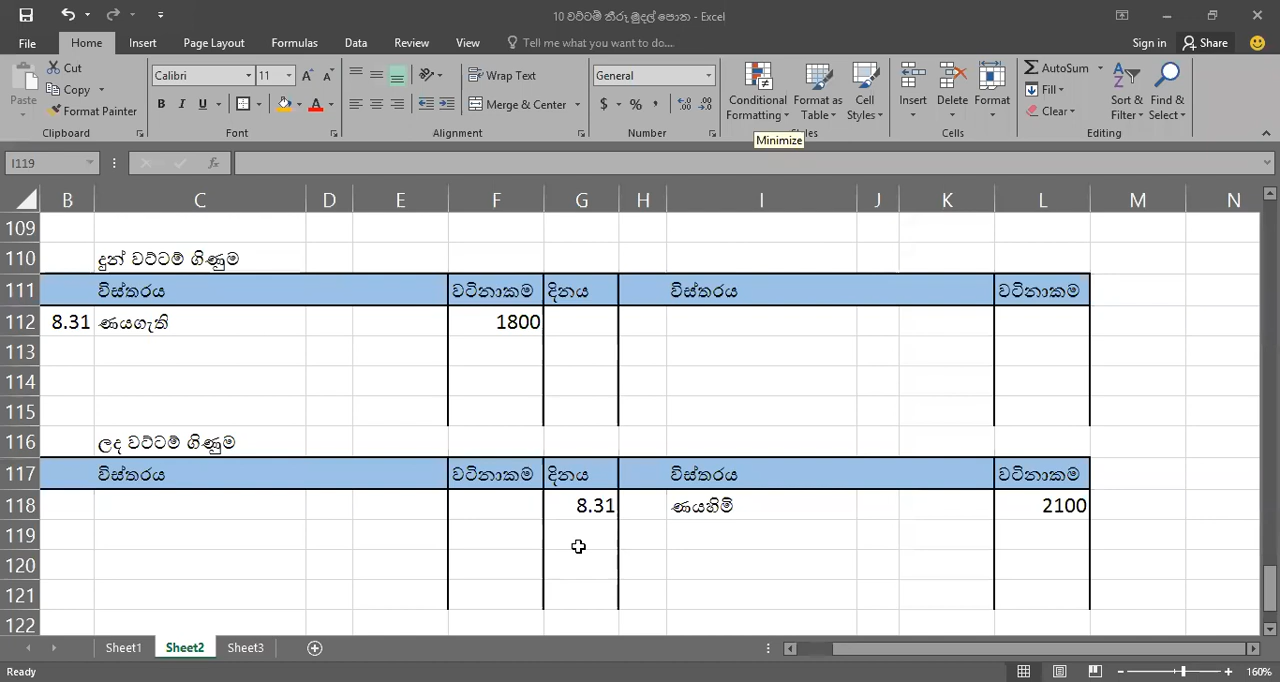 10 වට්ටම් තීරු මුදල් පොත - Excel
File Home Insert Page Layout Formulas Data Review View Tell me what you want to do... Sign in Share
Cut
Copy
Format Painter
Paste
Clipboard
Calibri 11
B I U
Font
Wrap Text
Merge & Center
Alignment
General
$ % ,
Number
Conditional Formatting
Format as Table
Cell Styles
Styles
Minimize
Insert Delete Format
Cells
AutoSum
Fill
Clear
Sort & Filter
Find & Select
Editing
I119 fx
B C D E F G H I J K L M N
109
110 දුන් වට්ටම් ගිණුම
111 විස්තරය වටිනාකම දිනය විස්තරය වටිනාකම
112 8.31 ණයගැති 1800
113
114
115
116 ලද වට්ටම් ගිණුම
117 විස්තරය වටිනාකම දිනය විස්තරය වටිනාකම
118 8.31 ණයහිමි 2100
119
120
121
122
Sheet1 Sheet2 Sheet3
Ready 160%